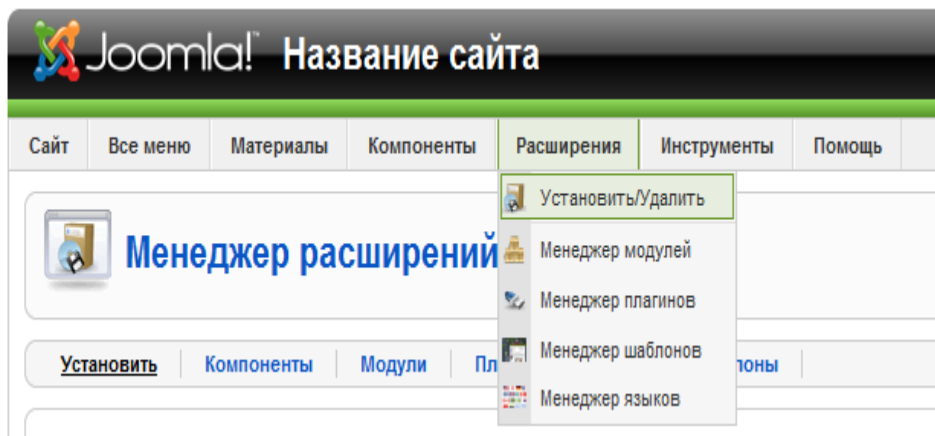 Joomla!™ Название сайта
Сайт Все меню Материалы Компоненты Расширения Инструменты Помощь
Установить/Удалить
Менеджер расширений
Менеджер модулей
Менеджер плагинов
Менеджер шаблонов
Менеджер языков
Установить Компоненты Модули